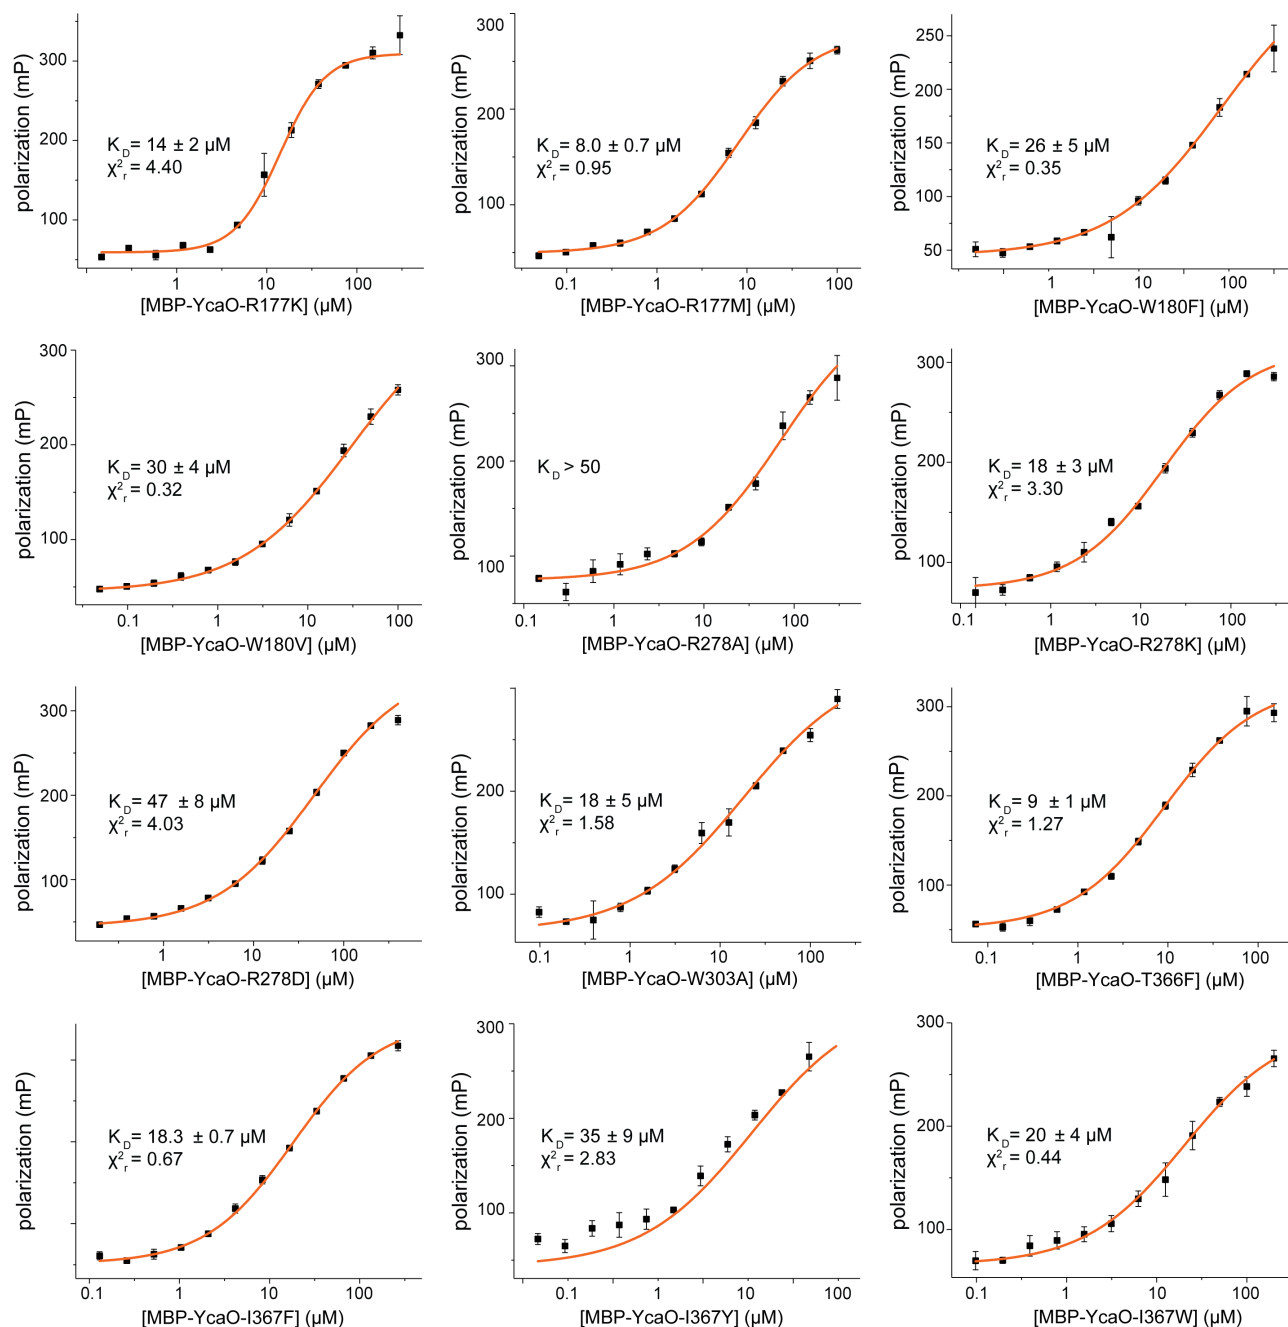 polarization (mP)
300
200
100
K_D = 14 ± 2 µM
χ²_r = 4.40
1 10 100
[MBP-YcaO-R177K] (µM)
polarization (mP)
300
200
100
K_D = 8.0 ± 0.7 µM
χ²_r = 0.95
0.1 1 10 100
[MBP-YcaO-R177M] (µM)
polarization (mP)
250
200
150
100
50
K_D = 26 ± 5 µM
χ²_r = 0.35
1 10 100
[MBP-YcaO-W180F] (µM)
polarization (mP)
300
200
100
K_D = 30 ± 4 µM
χ²_r = 0.32
0.1 1 10 100
[MBP-YcaO-W180V] (µM)
polarization (mP)
300
200
100
K_D > 50
0.1 1 10 100
[MBP-YcaO-R278A] (µM)
polarization (mP)
300
200
100
K_D = 18 ± 3 µM
χ²_r = 3.30
0.1 1 10 100
[MBP-YcaO-R278K] (µM)
polarization (mP)
300
200
100
K_D = 47 ± 8 µM
χ²_r = 4.03
1 10 100
[MBP-YcaO-R278D] (µM)
polarization (mP)
200
100
K_D = 18 ± 5 µM
χ²_r = 1.58
0.1 1 10 100
[MBP-YcaO-W303A] (µM)
polarization (mP)
300
200
100
K_D = 9 ± 1 µM
χ²_r = 1.27
0.1 1 10 100
[MBP-YcaO-T366F] (µM)
polarization (mP)
K_D = 18.3 ± 0.7 µM
χ²_r = 0.67
0.1 1 10 100
[MBP-YcaO-I367F] (µM)
polarization (mP)
300
200
100
K_D = 35 ± 9 µM
χ²_r = 2.83
0.1 1 10 100
[MBP-YcaO-I367Y] (µM)
polarization (mP)
300
200
100
K_D = 20 ± 4 µM
χ²_r = 0.44
0.1 1 10 100
[MBP-YcaO-I367W] (µM)